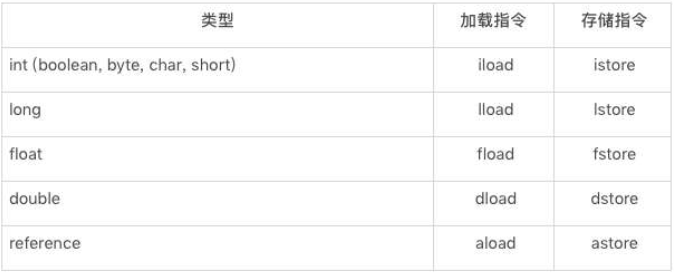 类型 加载指令 存储指令
int (boolean, byte, char, short) iload istore
long lload lstore
float fload fstore
double dload dstore
reference aload astore